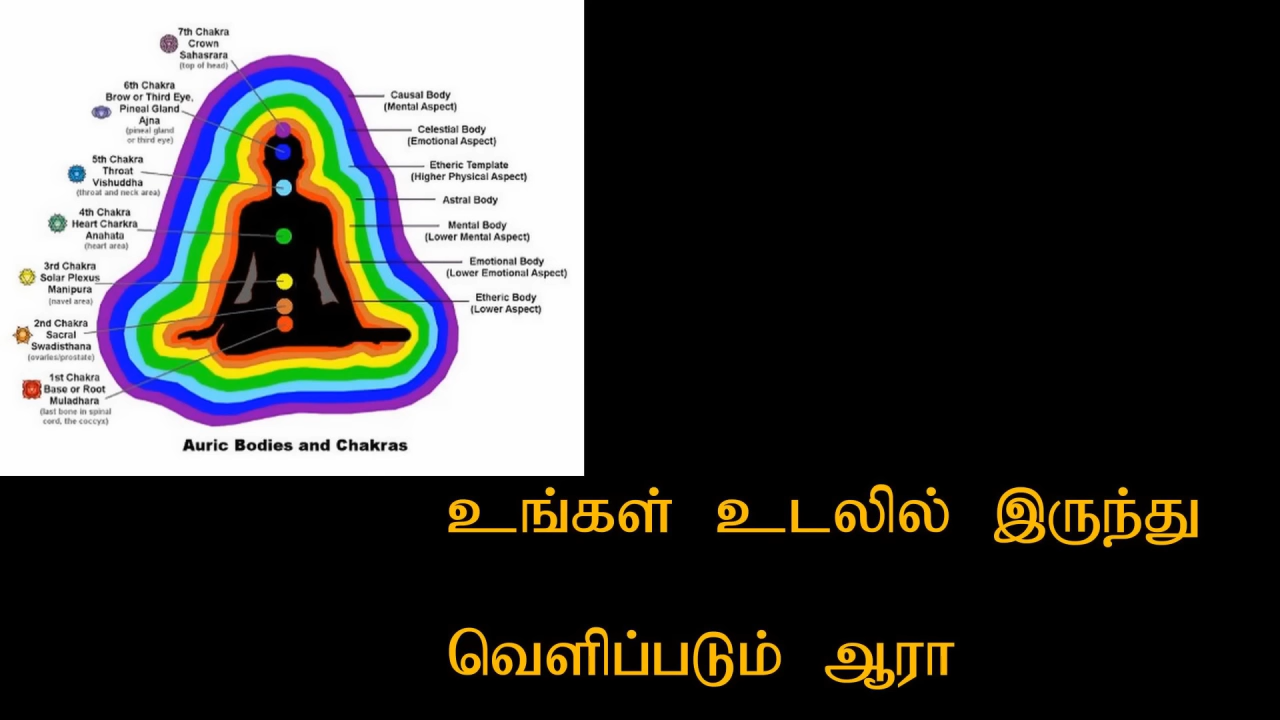 7th Chakra
Crown
Sahasrara
(top of head)
6th Chakra
Brow or Third Eye,
Pineal Gland
Ajna
(pineal gland
or third eye)
5th Chakra
Throat
Vishuddha
(throat and neck area)
4th Chakra
Heart Charkra
Anahata
(heart area)
3rd Chakra
Solar Plexus
Manipura
(navel area)
2nd Chakra
Sacral
Swadisthana
(ovaries/prostate)
1st Chakra
Base or Root
Muladhara
(last bone in spinal
cord, the coccyx)
Causal Body
(Mental Aspect)
Celestial Body
(Emotional Aspect)
Etheric Template
(Higher Physical Aspect)
Astral Body
Mental Body
(Lower Mental Aspect)
Emotional Body
(Lower Emotional Aspect)
Etheric Body
(Lower Aspect)
Auric Bodies and Chakras
உங்கள் உடலில் இருந்து
வெளிப்படும் ஆரா